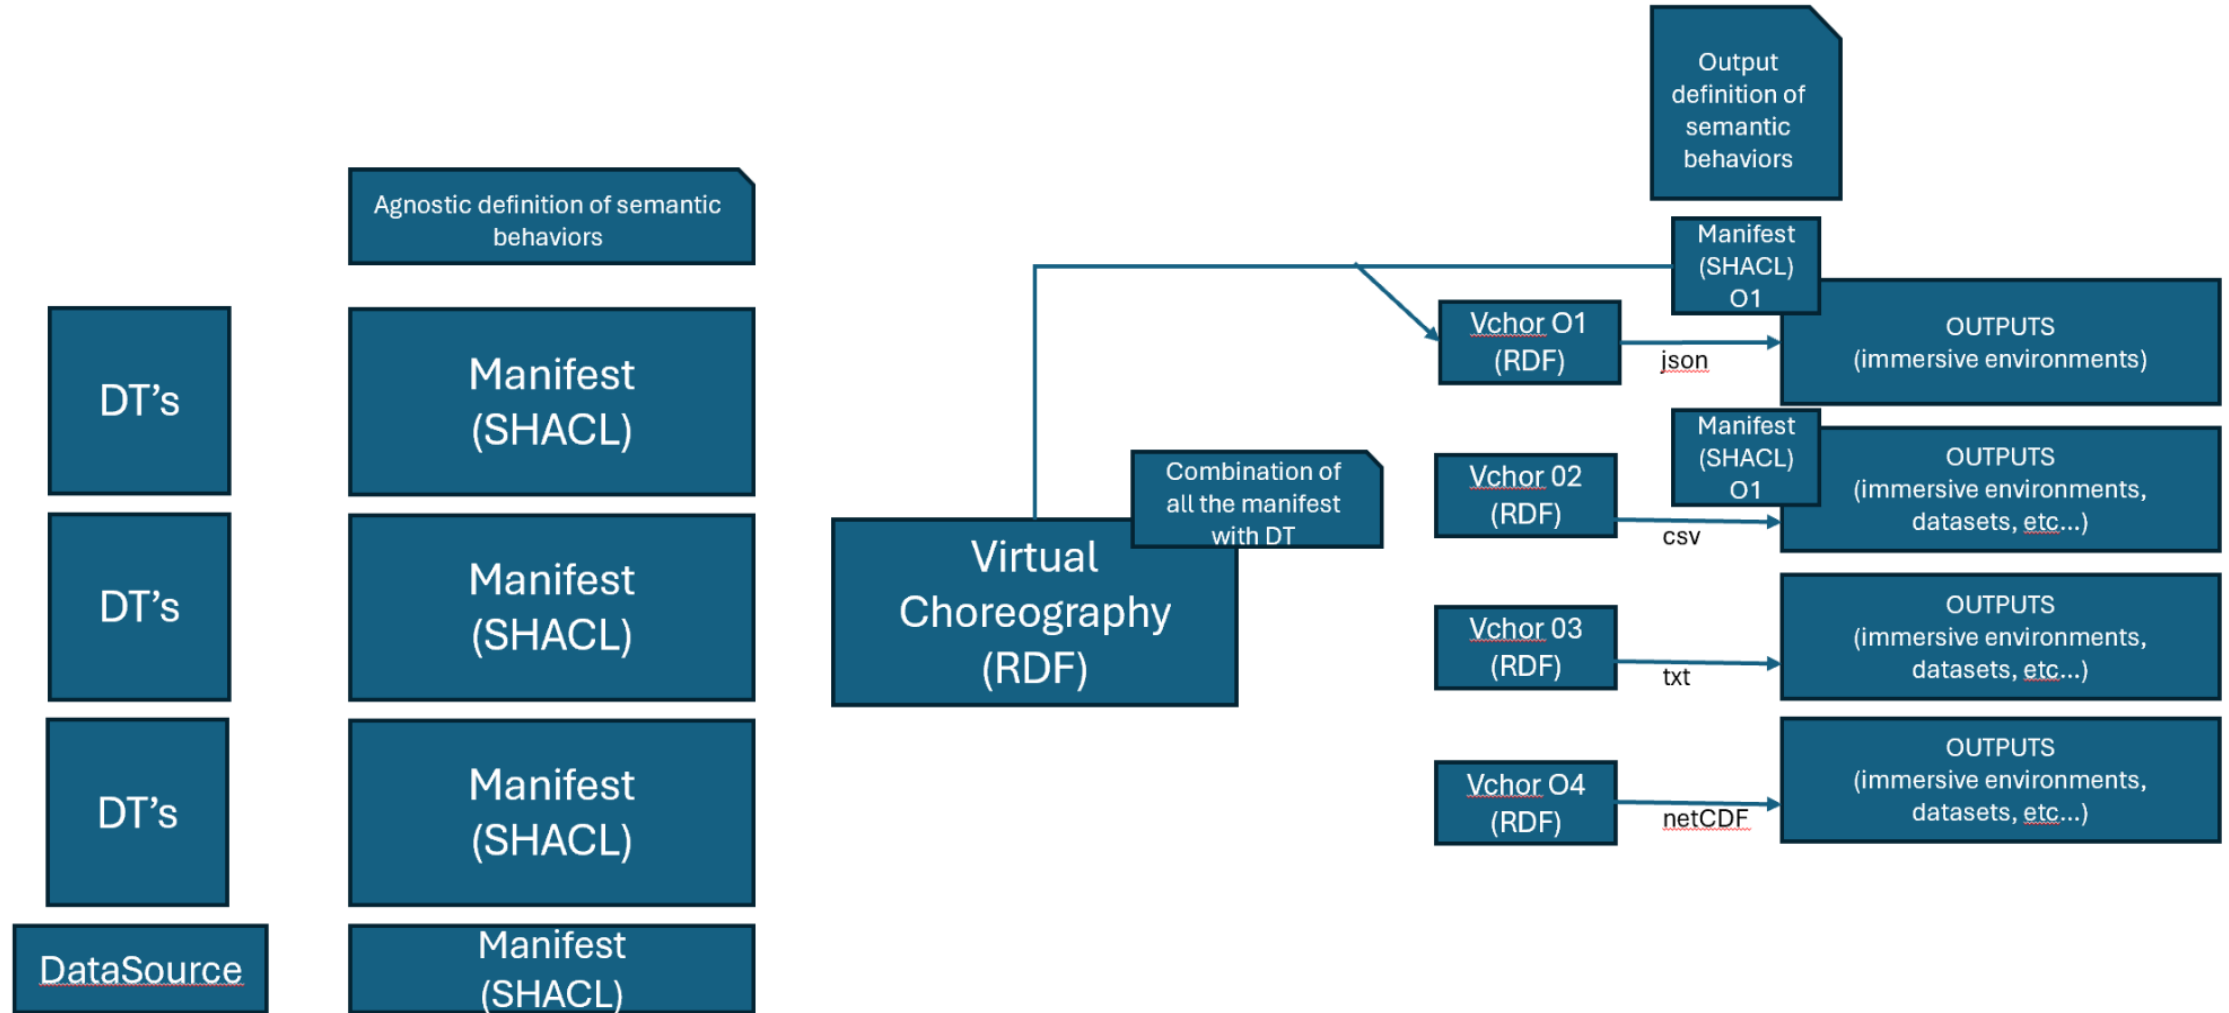 Output
definition of
semantic
behaviors
Agnostic definition of semantic
behaviors
Manifest
(SHACL)
O1
DT's
Manifest
(SHACL)
Vchor O1
(RDF)
json
OUTPUTS
(immersive environments)
Manifest
(SHACL)
O1
Combination of
all the manifest
with DT
Vchor 02
(RDF)
csv
OUTPUTS
(immersive environments,
datasets, etc...)
DT's
Manifest
(SHACL)
Virtual
Choreography
(RDF)
Vchor 03
(RDF)
txt
OUTPUTS
(immersive environments,
datasets, etc...)
DT's
Manifest
(SHACL)
Vchor O4
(RDF)
netCDF
OUTPUTS
(immersive environments,
datasets, etc...)
DataSource
Manifest
(SHACL)